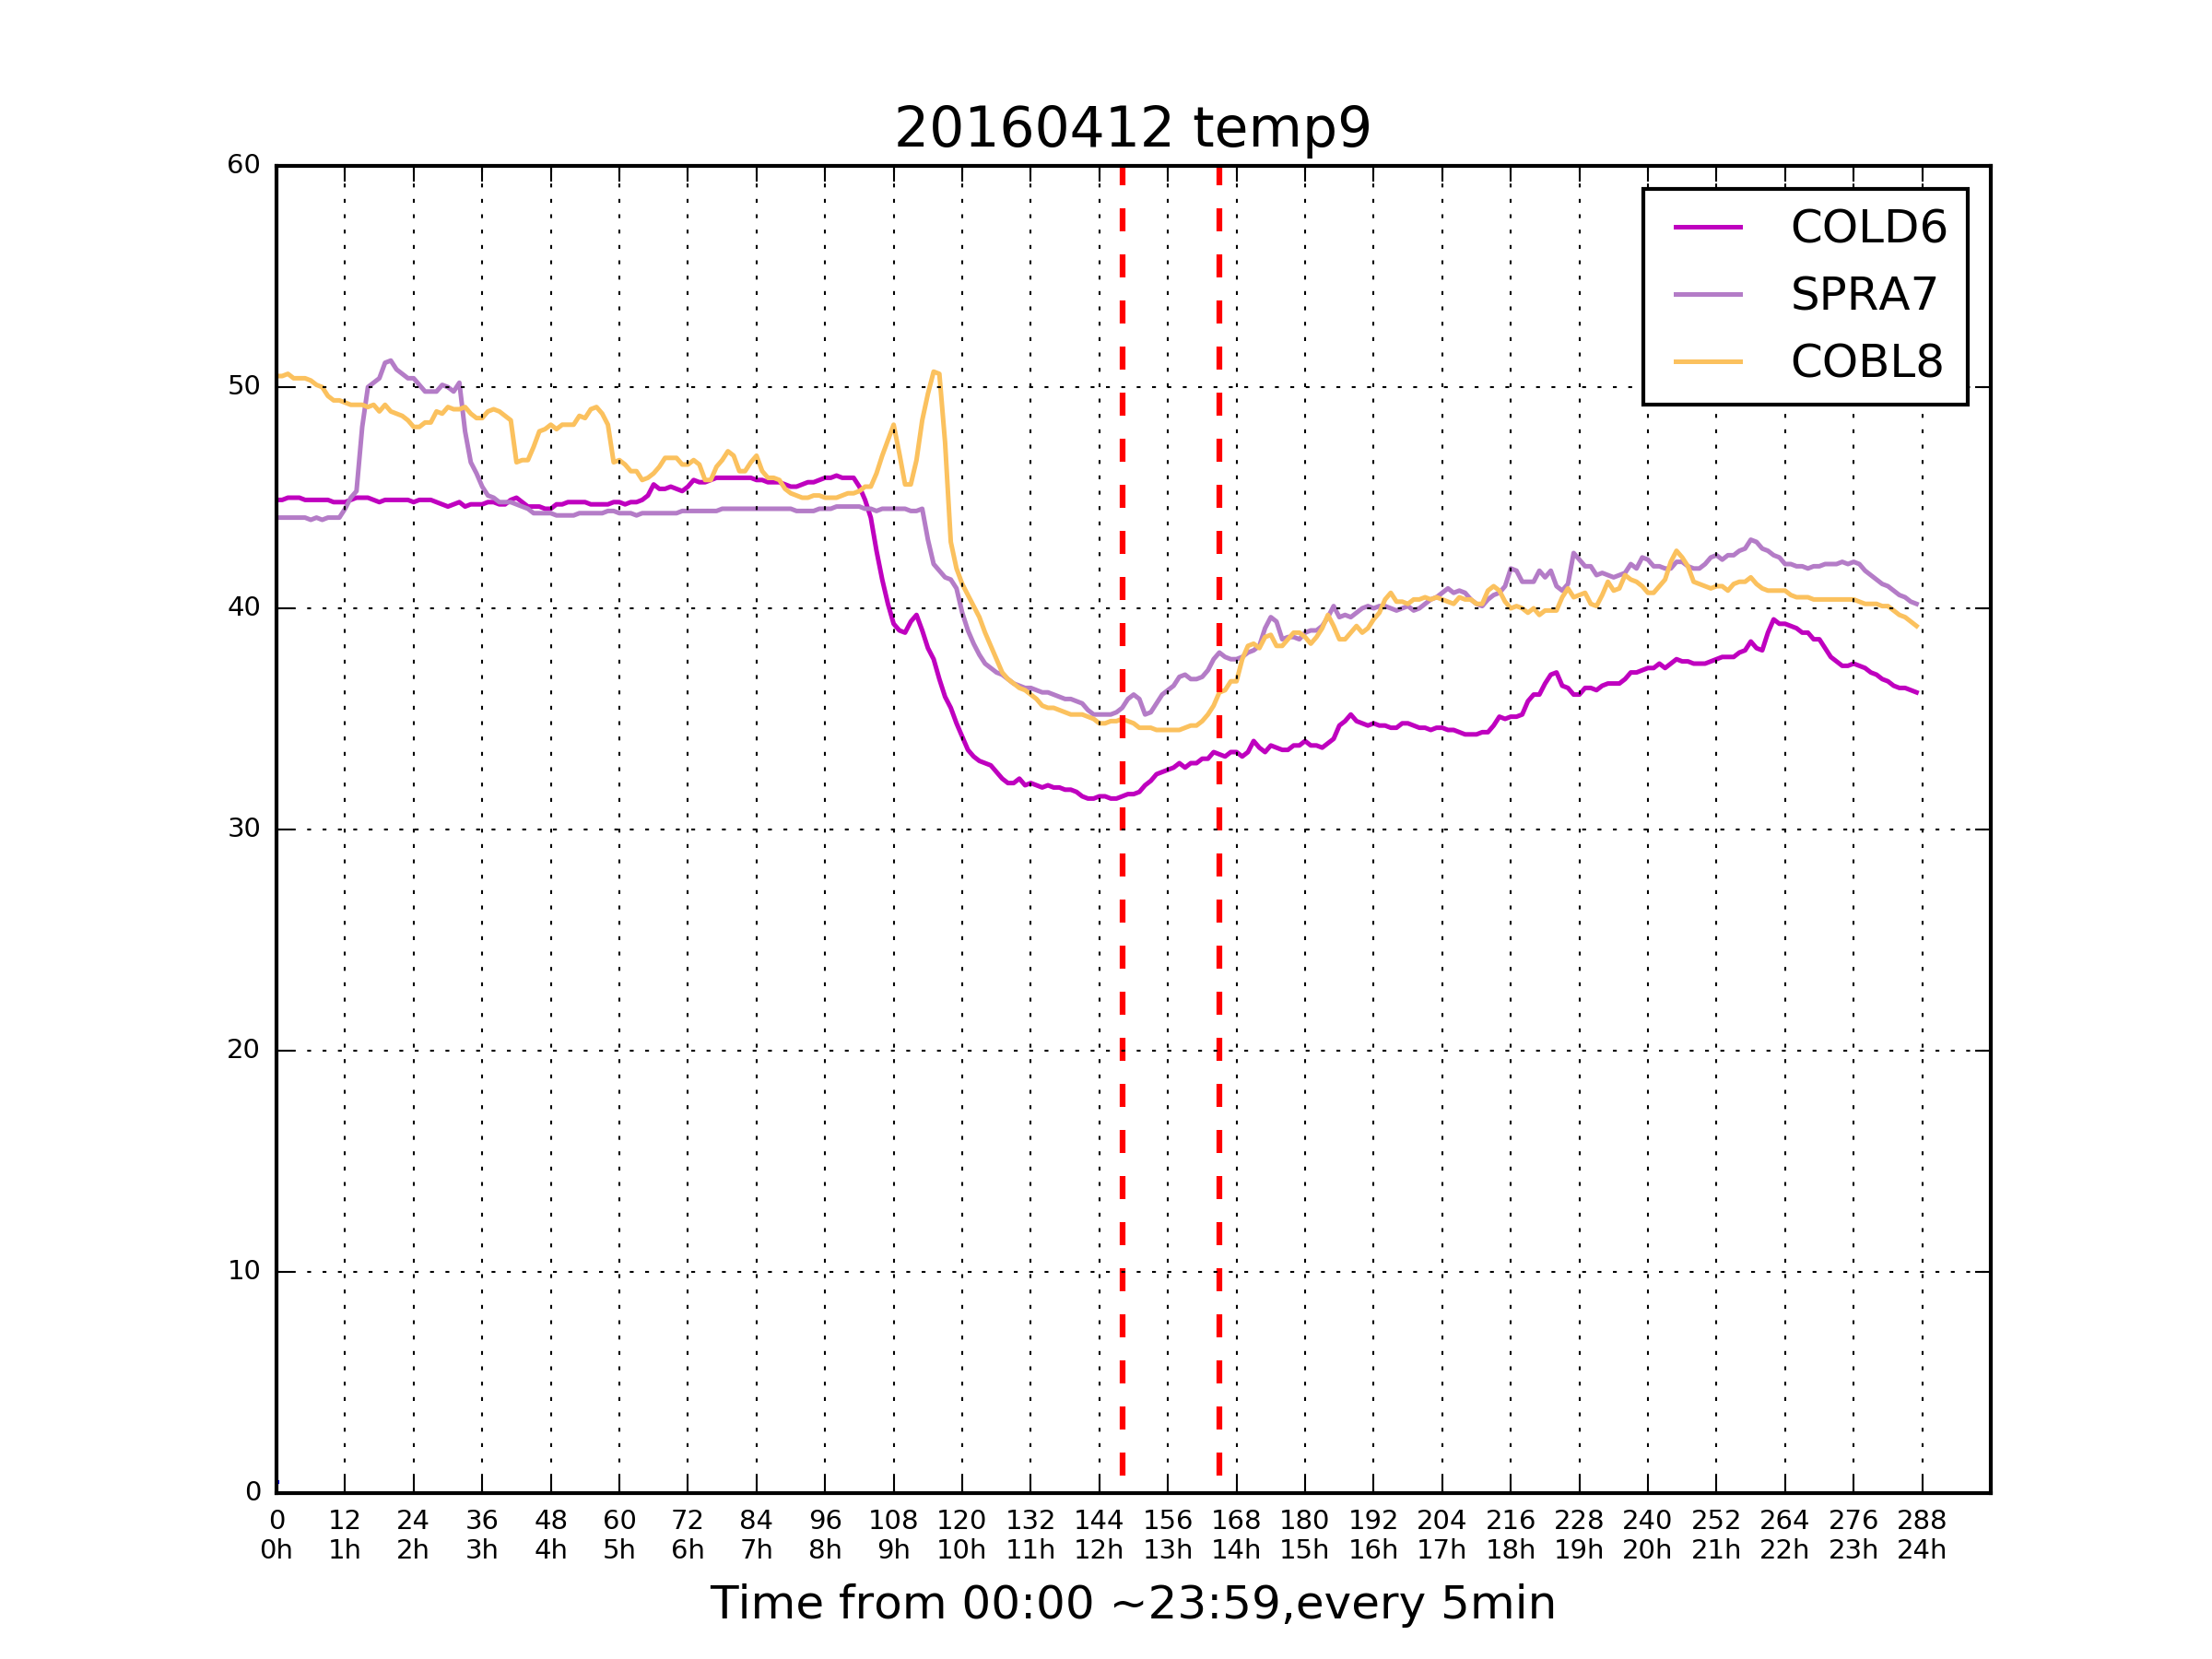 20160412 temp9
60
50
40
30
20
10
0
COLD6
SPRA7
COBL8
0 12 24 36 48 60 72 84 96 108 120 132 144 156 168 180 192 204 216 228 240 252 264 276 288
0h 1h 2h 3h 4h 5h 6h 7h 8h 9h 10h 11h 12h 13h 14h 15h 16h 17h 18h 19h 20h 21h 22h 23h 24h
Time from 00:00 ~23:59,every 5min